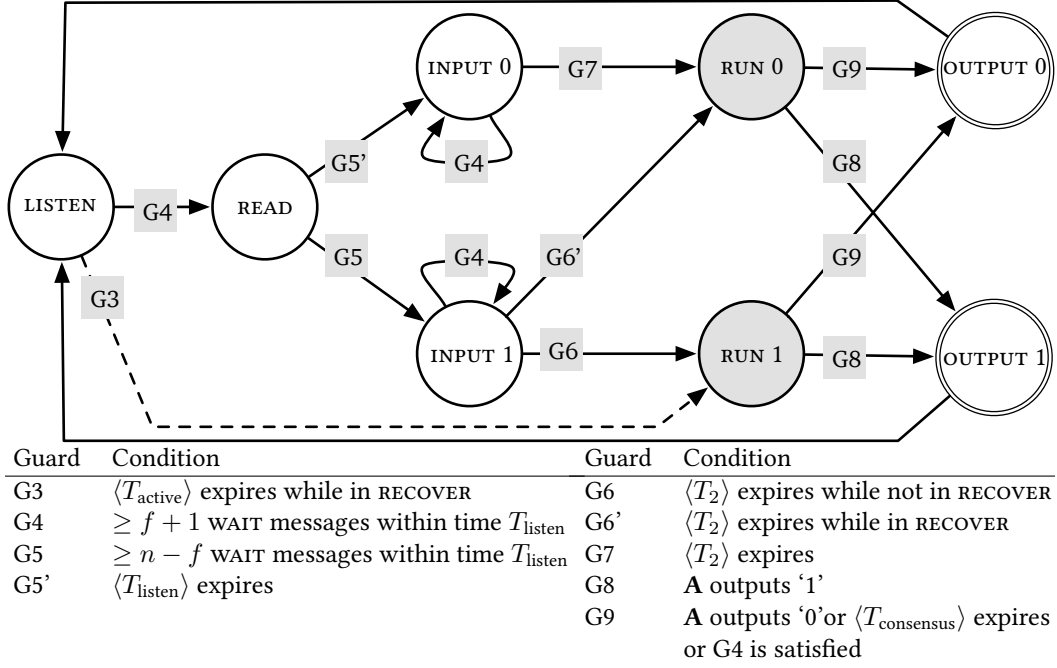 INPUT 0
G7
RUN 0
G9
OUTPUT 0
G5’
G4
G8
LISTEN
G4
READ
G5
G4
G6’
G9
G3
INPUT 1
G6
RUN 1
G8
OUTPUT 1
Guard Condition
G3 ⟨T_active⟩ expires while in RECOVER
G4 ≥ f + 1 WAIT messages within time T_listen
G5 ≥ n − f WAIT messages within time T_listen
G5’ ⟨T_listen⟩ expires
Guard Condition
G6 ⟨T_2⟩ expires while not in RECOVER
G6’ ⟨T_2⟩ expires while in RECOVER
G7 ⟨T_2⟩ expires
G8 A outputs ‘1’
G9 A outputs ‘0’or ⟨T_consensus⟩ expires
or G4 is satisfied